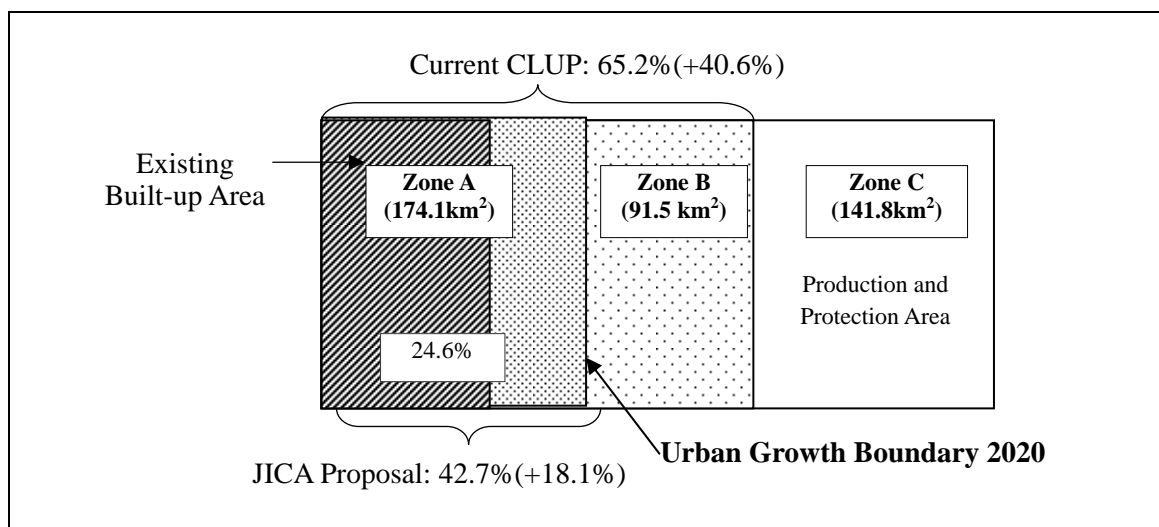 Current CLUP: 65.2%(+40.6%)
Existing
Built-up Area
Zone A
(174.1km²)
Zone B
(91.5 km²)
Zone C
(141.8km²)
Production and
Protection Area
24.6%
Urban Growth Boundary 2020
JICA Proposal: 42.7%(+18.1%)